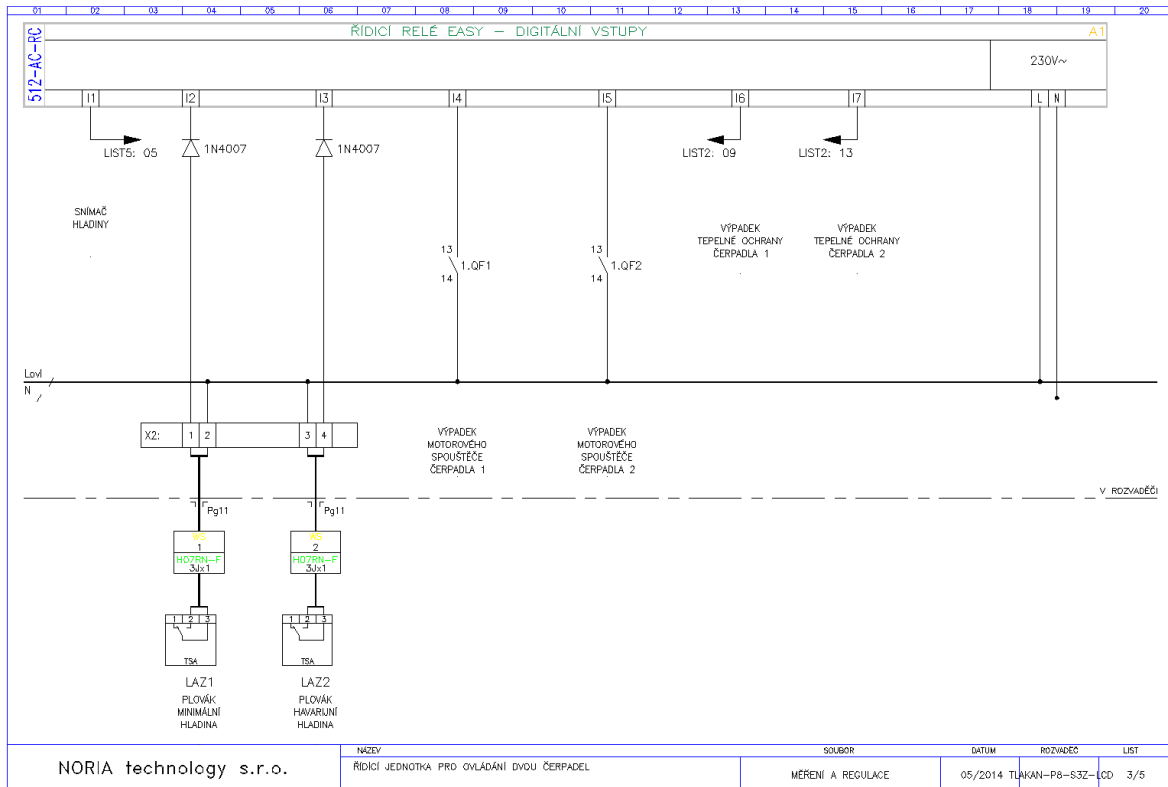 01 02 03 04 05 06 07 08 09 10 11 12 13 14 15 16 17 18 19 20
512-AC-RC
ŘÍDICÍ RELÉ EASY – DIGITÁLNÍ VSTUPY
A1
230V~
I1 I2 I3 I4 I5 I6 I7 L N
LIST5: 05
1N4007
1N4007
LIST2: 09
LIST2: 13
SNÍMAČ
HLADINY
VÝPADEK
TEPELNÉ OCHRANY
ČERPADLA 1
VÝPADEK
TEPELNÉ OCHRANY
ČERPADLA 2
13
1.QF1
14
13
1.QF2
14
Lovl
N
X2: 1 2 3 4
VÝPADEK
MOTOROVÉHO
SPOUŠTĚČE
ČERPADLA 1
VÝPADEK
MOTOROVÉHO
SPOUŠTĚČE
ČERPADLA 2
V ROZVADĚČI
Pg11
Pg11
WS
1
H07RN-F
3Jx1
WS
2
H07RN-F
3Jx1
1 2 3
TSA
1 2 3
TSA
LAZ1
PLOVÁK
MINIMÁLNÍ
HLADINA
LAZ2
PLOVÁK
HAVARIJNÍ
HLADINA
NORIA technology s.r.o.
NÁZEV
ŘÍDÍCÍ JEDNOTKA PRO OVLÁDÁNÍ DVOU ČERPADEL
SOUBOR
MĚŘENÍ A REGULACE
DATUM
05/2014
ROZVADĚČ
TLAKAN-P8-S3Z-LCD
LIST
3/5